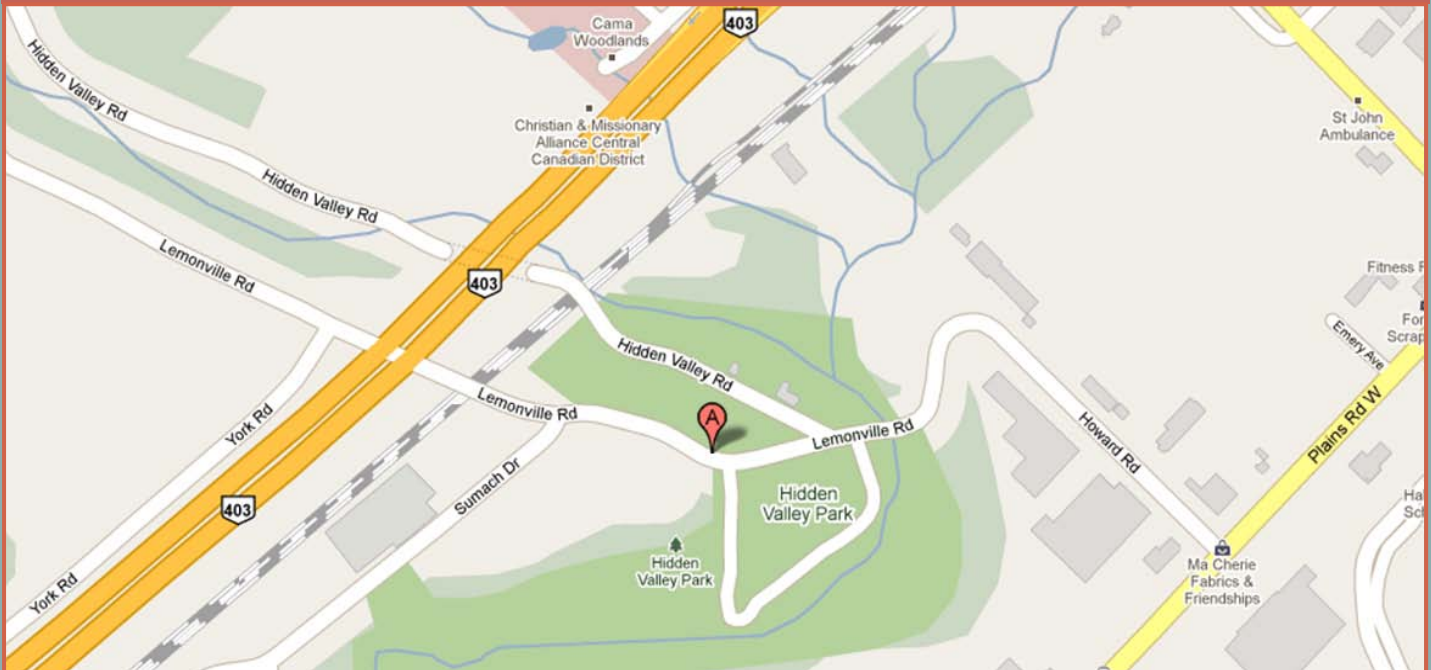 403
Cama
Woodlands
Hidden Valley Rd
St John
Ambulance
Christian & Missionary
Alliance Central
Canadian District
Hidden Valley Rd
Lemonville Rd
403
Fitness
Emery Ave
Hidden Valley Rd
Lemonville Rd
A
Lemonville Rd
York Rd
Howard Rd
Plains Rd W
Sumach Dr
Hidden
Valley Park
403
Hidden
Valley Park
Ma Cherie
Fabrics &
Friendships
York Rd